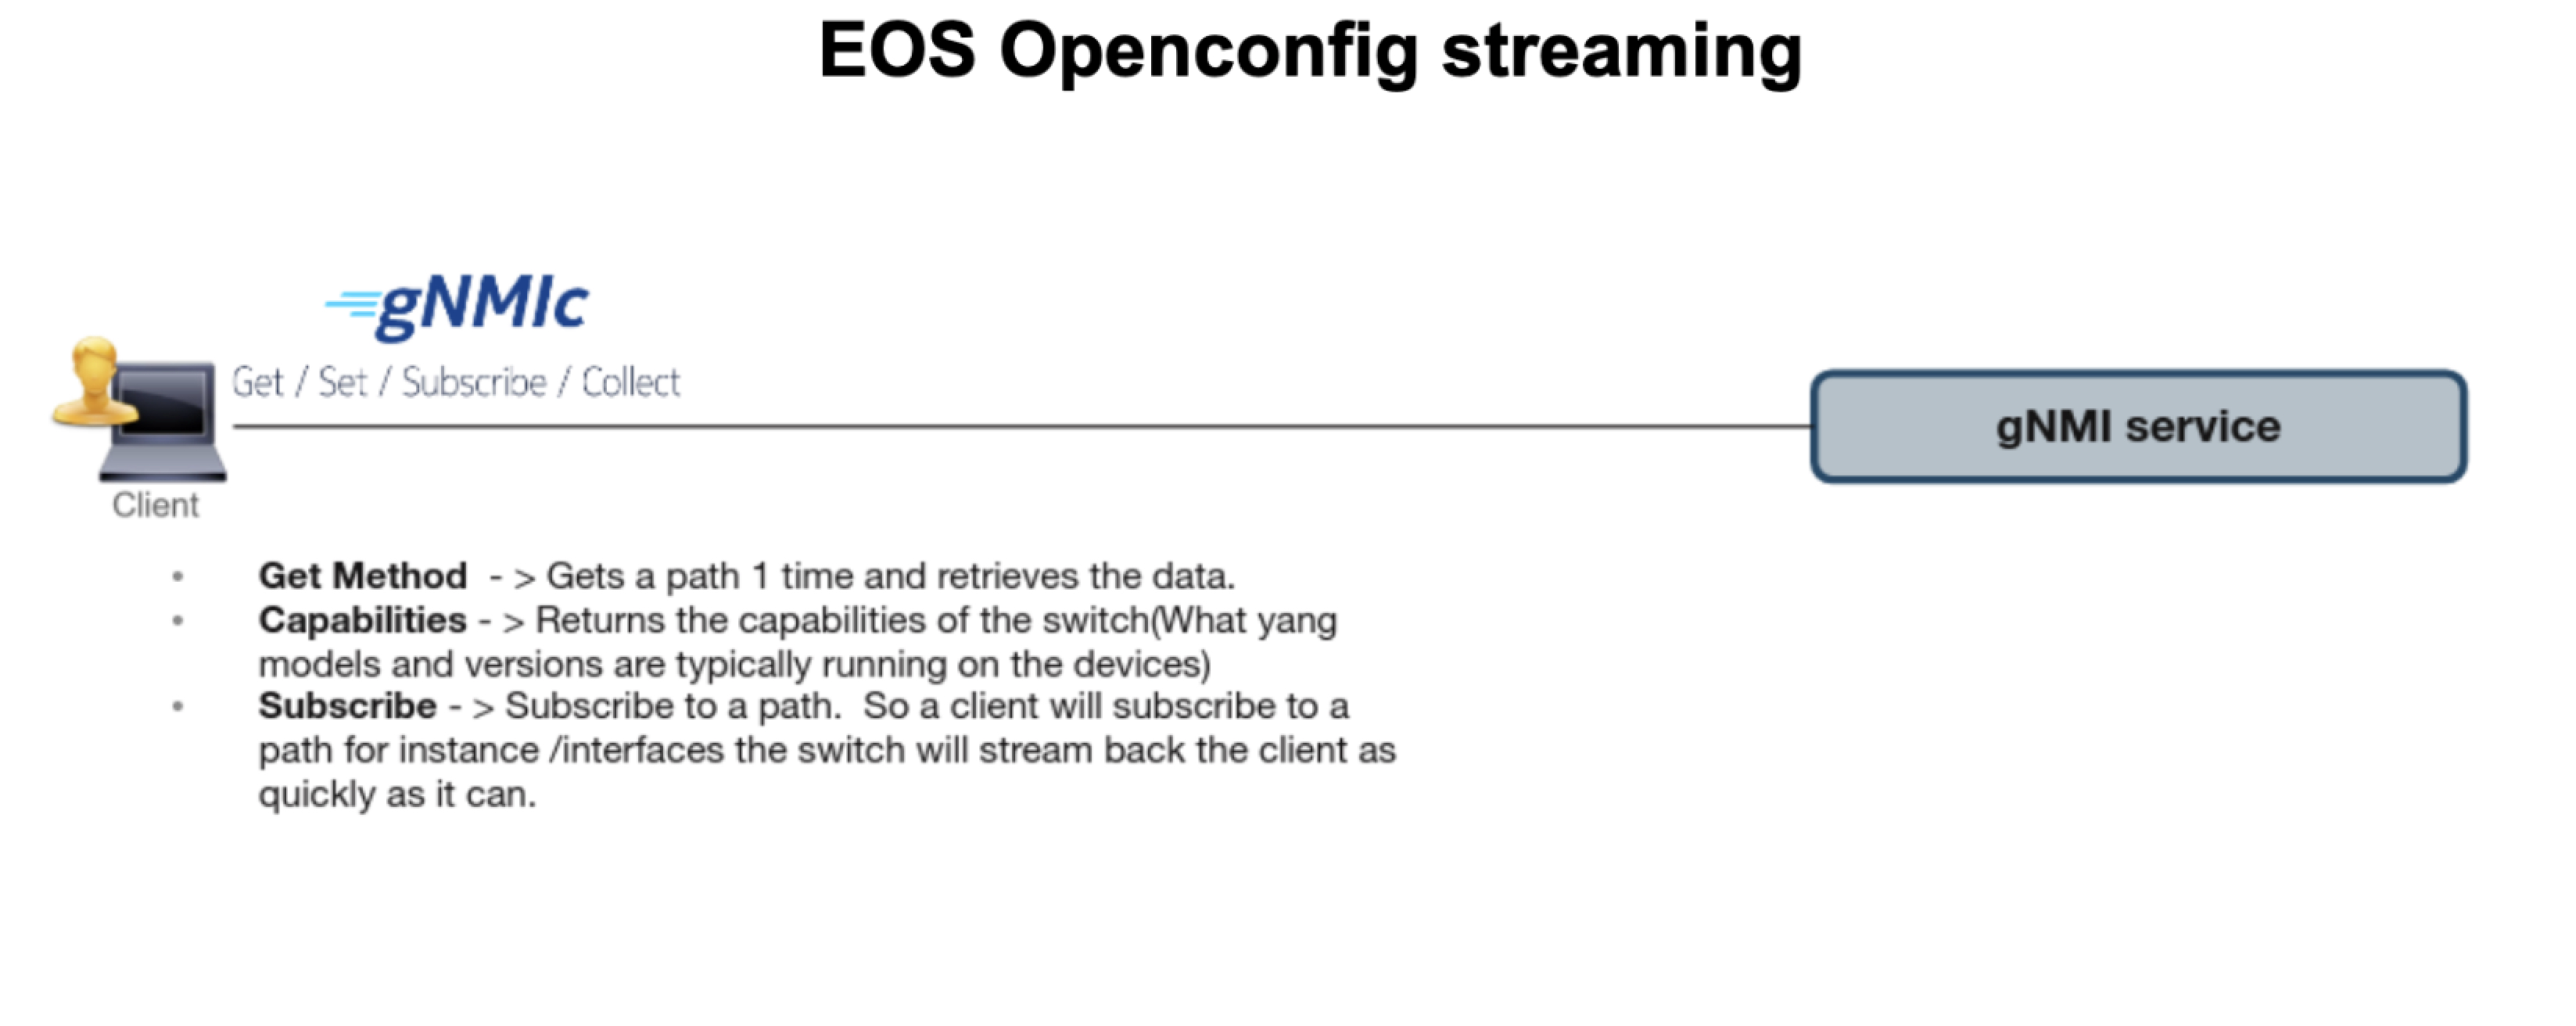 EOS Openconfig streaming
gNMIc
Get / Set / Subscribe / Collect
gNMI service
Client
• Get Method  - > Gets a path 1 time and retrieves the data.
• Capabilities - > Returns the capabilities of the switch(What yang
models and versions are typically running on the devices)
• Subscribe - > Subscribe to a path.  So a client will subscribe to a
path for instance /interfaces the switch will stream back the client as
quickly as it can.